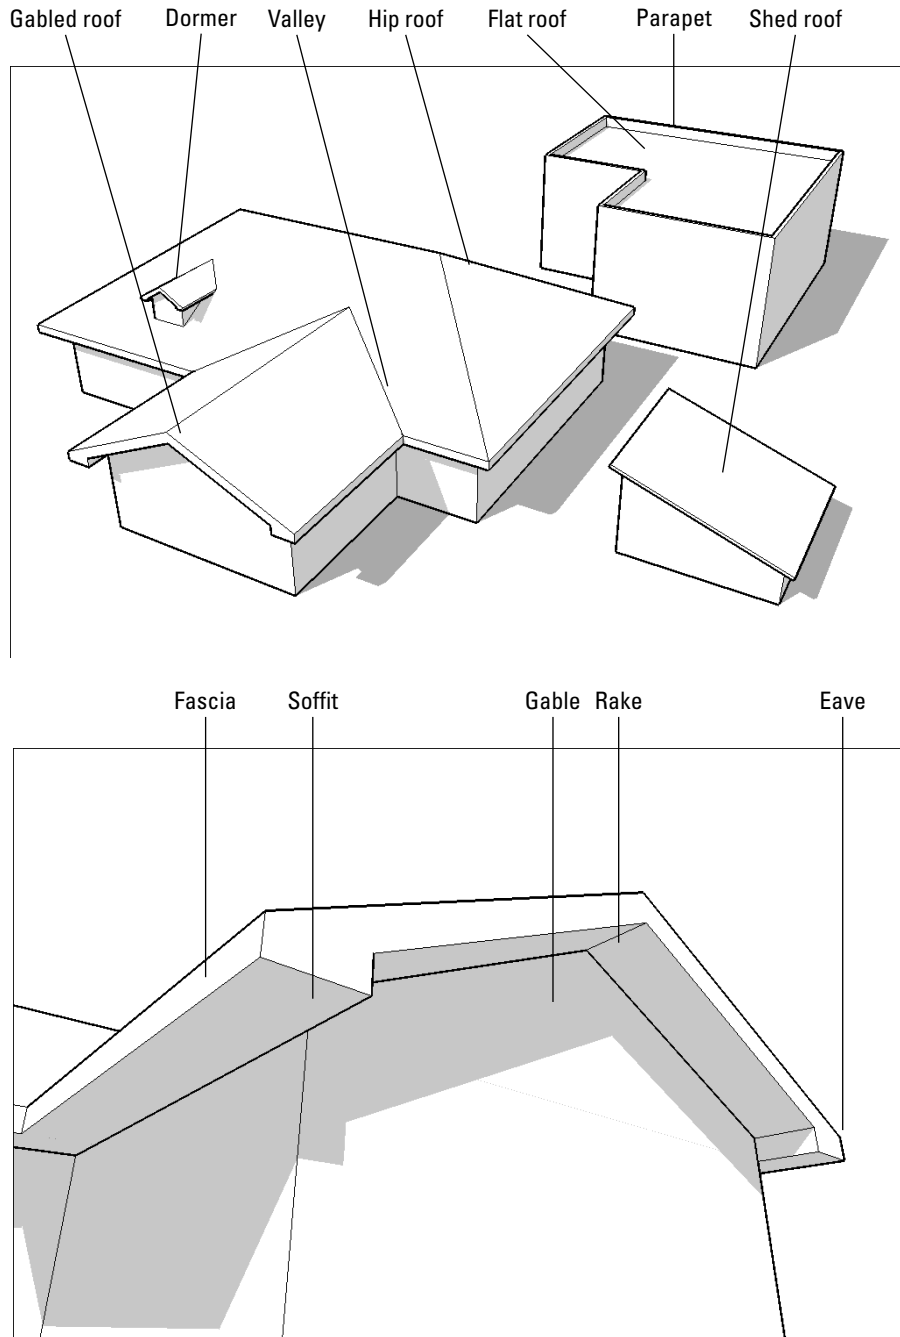 Gabled roof Dormer Valley Hip roof Flat roof Parapet Shed roof
Fascia Soffit Gable Rake Eave